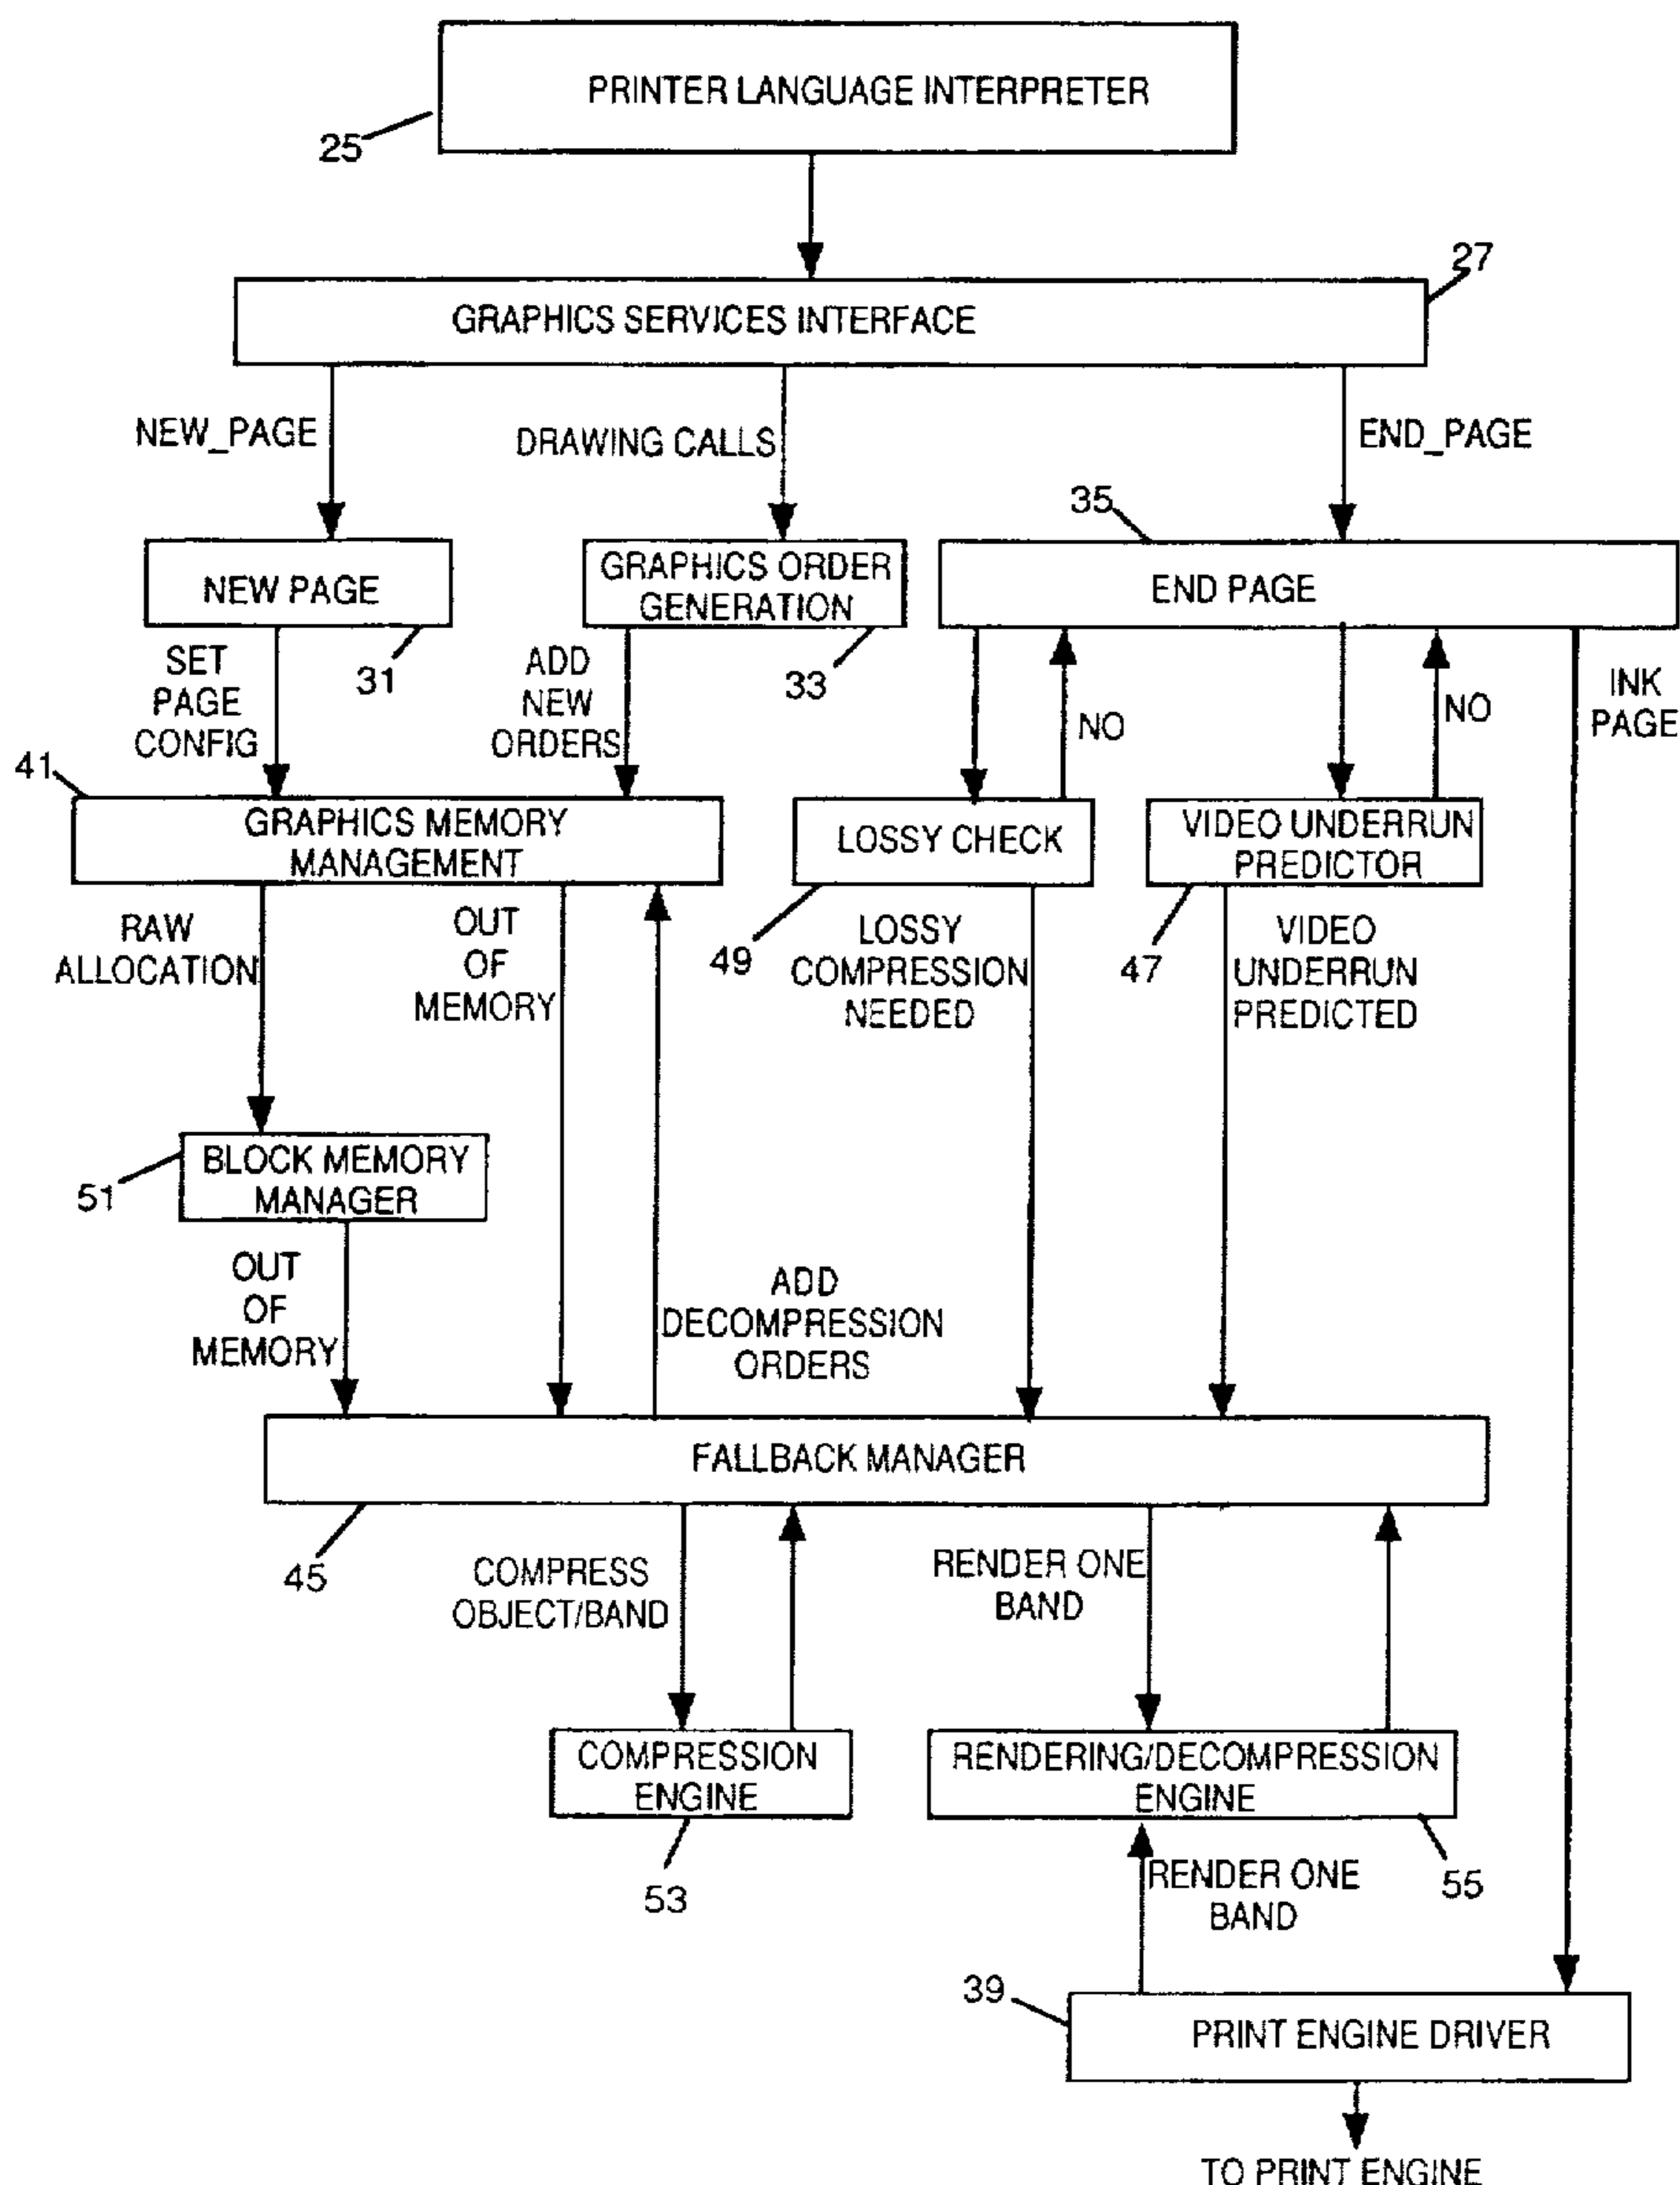 PRINTER LANGUAGE INTERPRETER
25
27
GRAPHICS SERVICES INTERFACE
NEW_PAGE
DRAWING CALLS
END_PAGE
35
NEW PAGE
GRAPHICS ORDER
GENERATION
END PAGE
31
33
SET
PAGE
CONFIG
ADD
NEW
ORDERS
NO
NO
INK
PAGE
41
GRAPHICS MEMORY
MANAGEMENT
LOSSY CHECK
VIDEO UNDERRUN
PREDICTOR
49
47
RAW
ALLOCATION
OUT
OF
MEMORY
LOSSY
COMPRESSION
NEEDED
VIDEO
UNDERRUN
PREDICTED
BLOCK MEMORY
MANAGER
51
OUT
OF
MEMORY
ADD
DECOMPRESSION
ORDERS
FALLBACK MANAGER
45
COMPRESS
OBJECT/BAND
RENDER ONE
BAND
COMPRESSION
ENGINE
RENDERING/DECOMPRESSION
ENGINE
53
55
RENDER ONE
BAND
39
PRINT ENGINE DRIVER
TO PRINT ENGINE